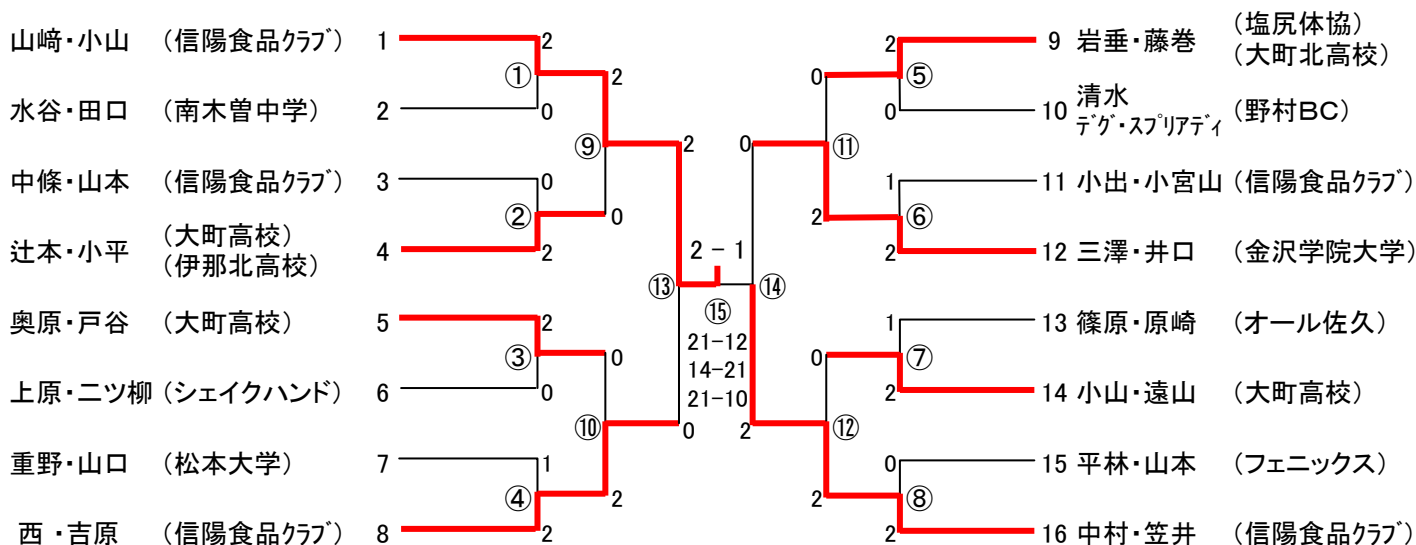 山﨑・小山 (信陽食品クラブ) 1
2
①
2
水谷・田口 (南木曽中学) 2
0
⑨
2
中條・山本 (信陽食品クラブ) 3
0
②
0
辻本・小平 (大町高校)
(伊那北高校) 4
2
⑬
奥原・戸谷 (大町高校) 5
2
③
0
上原・二ツ柳 (シェイクハンド) 6
0
⑩
0
重野・山口 (松本大学) 7
1
④
2
西・吉原 (信陽食品クラブ) 8
2
2 - 1
⑮
21-12
14-21
21-10
2
9 岩垂・藤巻 (塩尻体協)
(大町北高校)
0
⑤
0
10 清水
デグ・スプリアディ (野村BC)
0
⑪
1
11 小出・小宮山 (信陽食品クラブ)
2
⑥
2
12 三澤・井口 (金沢学院大学)
⑭
1
13 篠原・原崎 (オール佐久)
0
⑦
2
14 小山・遠山 (大町高校)
2
⑫
0
15 平林・山本 (フェニックス)
2
⑧
2
16 中村・笠井 (信陽食品クラブ)